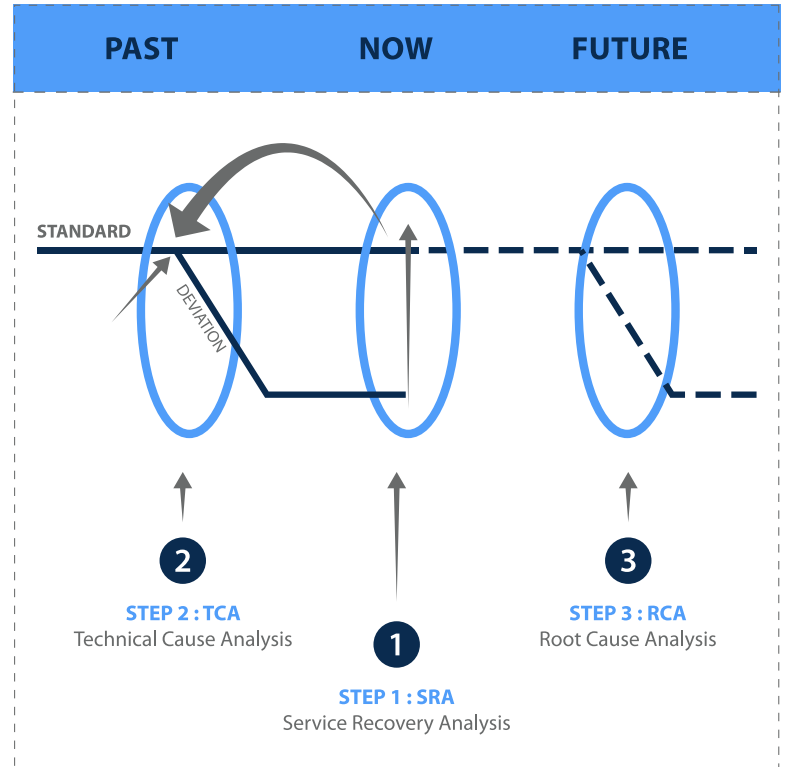 PAST NOW FUTURE
STANDARD
DEVIATION
2
STEP 2 : TCA
Technical Cause Analysis
1
STEP 1 : SRA
Service Recovery Analysis
3
STEP 3 : RCA
Root Cause Analysis